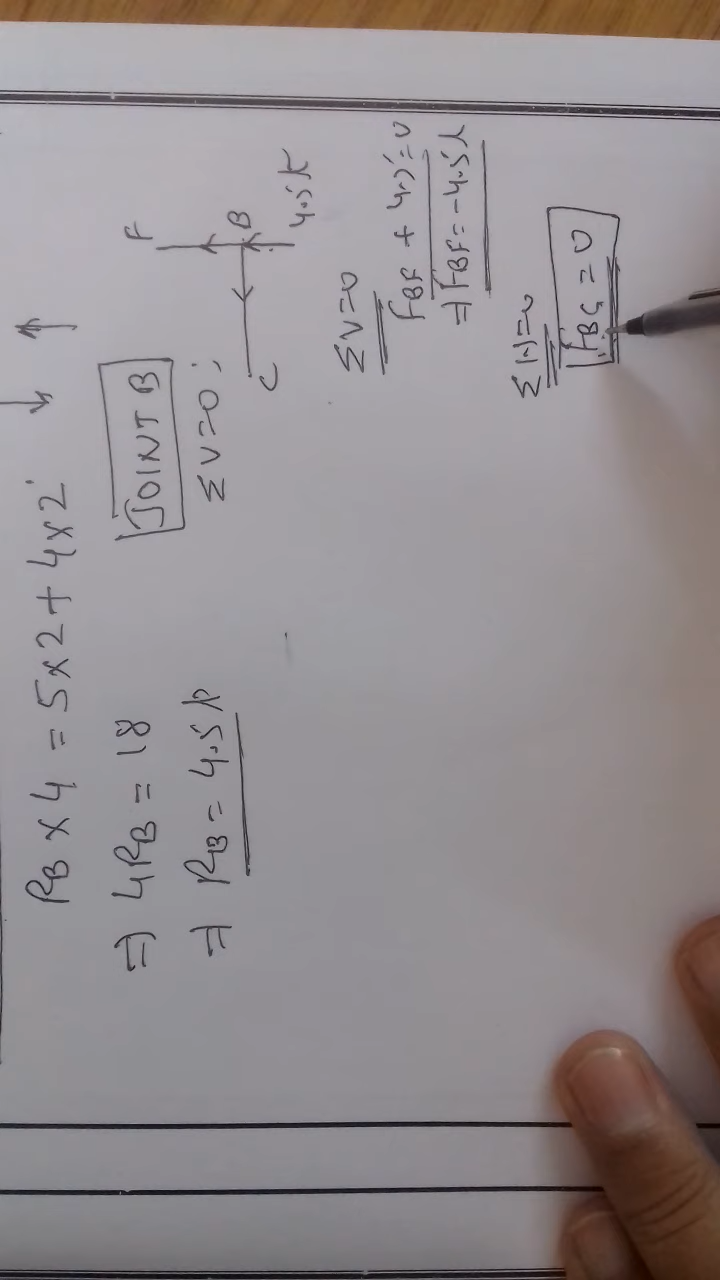 RB × 4 = 5×2 + 4×2
⇒ 4RB = 18
⇒ RB = 4.5 k
JOINT B
ΣV=0:
F
B
4.5k
C
ΣV=0
FBF + 4.5=0
⇒ FBF = -4.5k
ΣH=0
FBC = 0